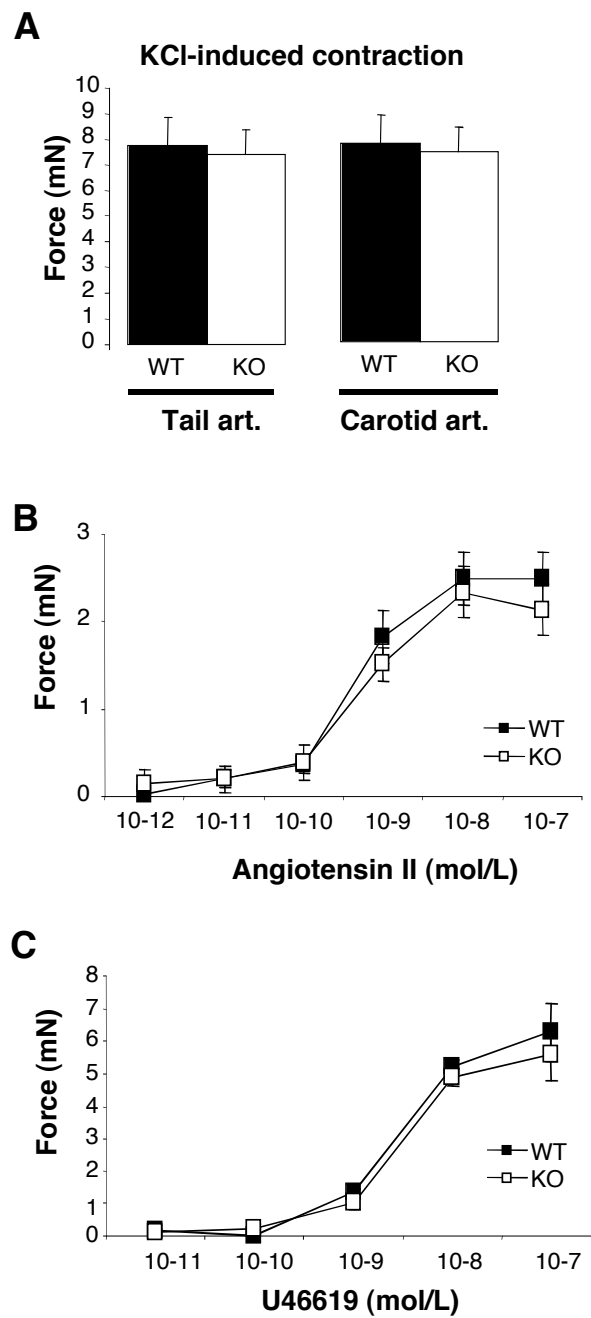 A
KCl-induced contraction
10
9
8
7
6
5
4
3
2
1
0
Force (mN)
WT KO WT KO
Tail art. Carotid art.
B
3
2
1
0
Force (mN)
WT
KO
10-12 10-11 10-10 10-9 10-8 10-7
Angiotensin II (mol/L)
C
8
7
6
5
4
3
2
1
0
Force (mN)
WT
KO
10-11 10-10 10-9 10-8 10-7
U46619 (mol/L)